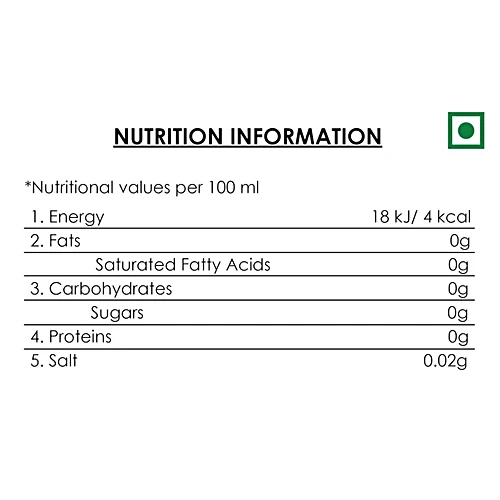 NUTRITION INFORMATION
*Nutritional values per 100 ml
1. Energy 18 kJ/ 4 kcal
2. Fats 0g
Saturated Fatty Acids 0g
3. Carbohydrates 0g
Sugars 0g
4. Proteins 0g
5. Salt 0.02g